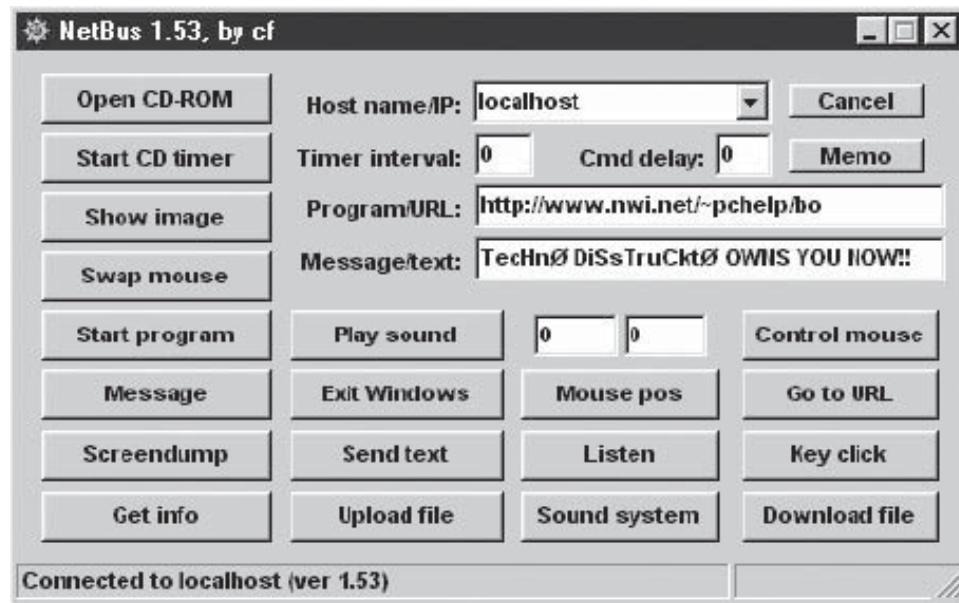 NetBus 1.53, by cf
Open CD-ROM
Host name/IP: localhost
Cancel
Start CD timer
Timer interval: 0
Cmd delay: 0
Memo
Show image
Program/URL: http://www.nwi.net/~pchelp/bo
Swap mouse
Message/text: TecHnØ DiSsTruCktØ OWNS YOU NOW!!
Start program
Play sound
0
0
Control mouse
Message
Exit Windows
Mouse pos
Go to URL
Screendump
Send text
Listen
Key click
Get info
Upload file
Sound system
Download file
Connected to localhost (ver 1.53)